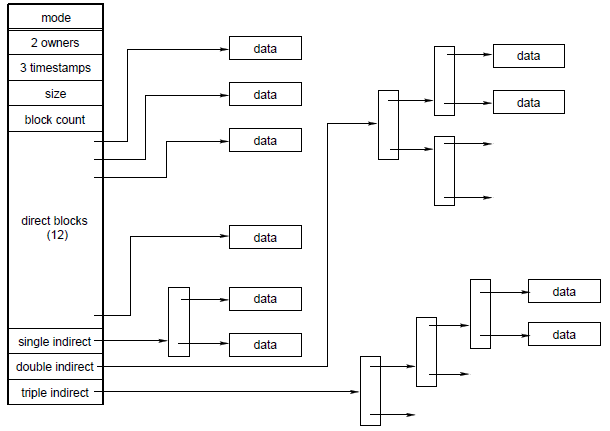 mode
2 owners
3 timestamps
size
block count
direct blocks
(12)
single indirect
double indirect
triple indirect
data
data
data
data
data
data
data
data
data
data